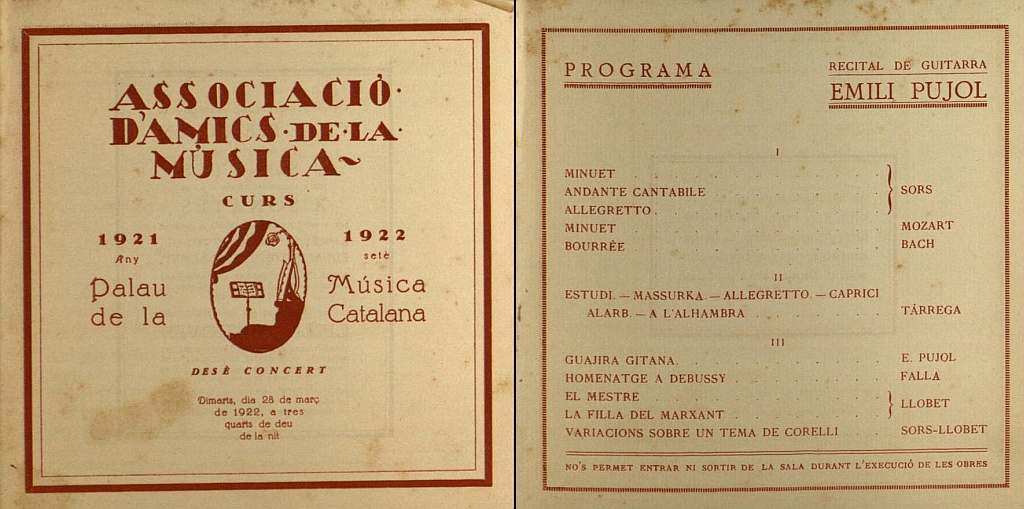 ASSOCIACIÓ·
D'AMICS·DE·LA·
MÚSICA~
CURS
1921 1922
Any setè
Palau Música
de la Catalana
DESÈ CONCERT
Dimarts, dia 28 de març
de 1922, a tres
quarts de deu
de la nit
PROGRAMA
RECITAL DE GUITARRA
EMILI PUJOL
I
MINUET . . . . . . .
ANDANTE CANTABILE . . . . SORS
ALLEGRETTO . . . . . .
MINUET . . . . . . . MOZART
BOURRÉE . . . . . . . BACH
II
ESTUDI. — MASSURKA. — ALLEGRETTO. — CAPRICI
ALARB. — A L'ALHAMBRA . . . . TÁRREGA
III
GUAJIRA GITANA. . . . . . E. PUJOL
HOMENATGE A DEBUSSY . . . . FALLA
EL MESTRE . . . . . . LLOBET
LA FILLA DEL MARXANT . . . .
VARIACIONS SOBRE UN TEMA DE CORELLI . . SORS-LLOBET
NO'S PERMET ENTRAR NI SORTIR DE LA SALA DURANT L'EXECUCIÓ DE LES OBRES